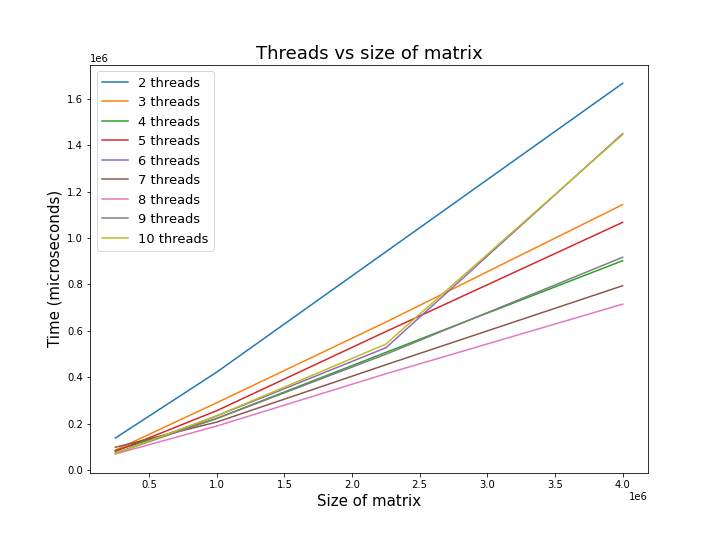 Threads vs size of matrix
1e6
2 threads
3 threads
4 threads
5 threads
6 threads
7 threads
8 threads
9 threads
10 threads
Time (microseconds)
1.6
1.4
1.2
1.0
0.8
0.6
0.4
0.2
0.0
0.5 1.0 1.5 2.0 2.5 3.0 3.5 4.0
1e6
Size of matrix